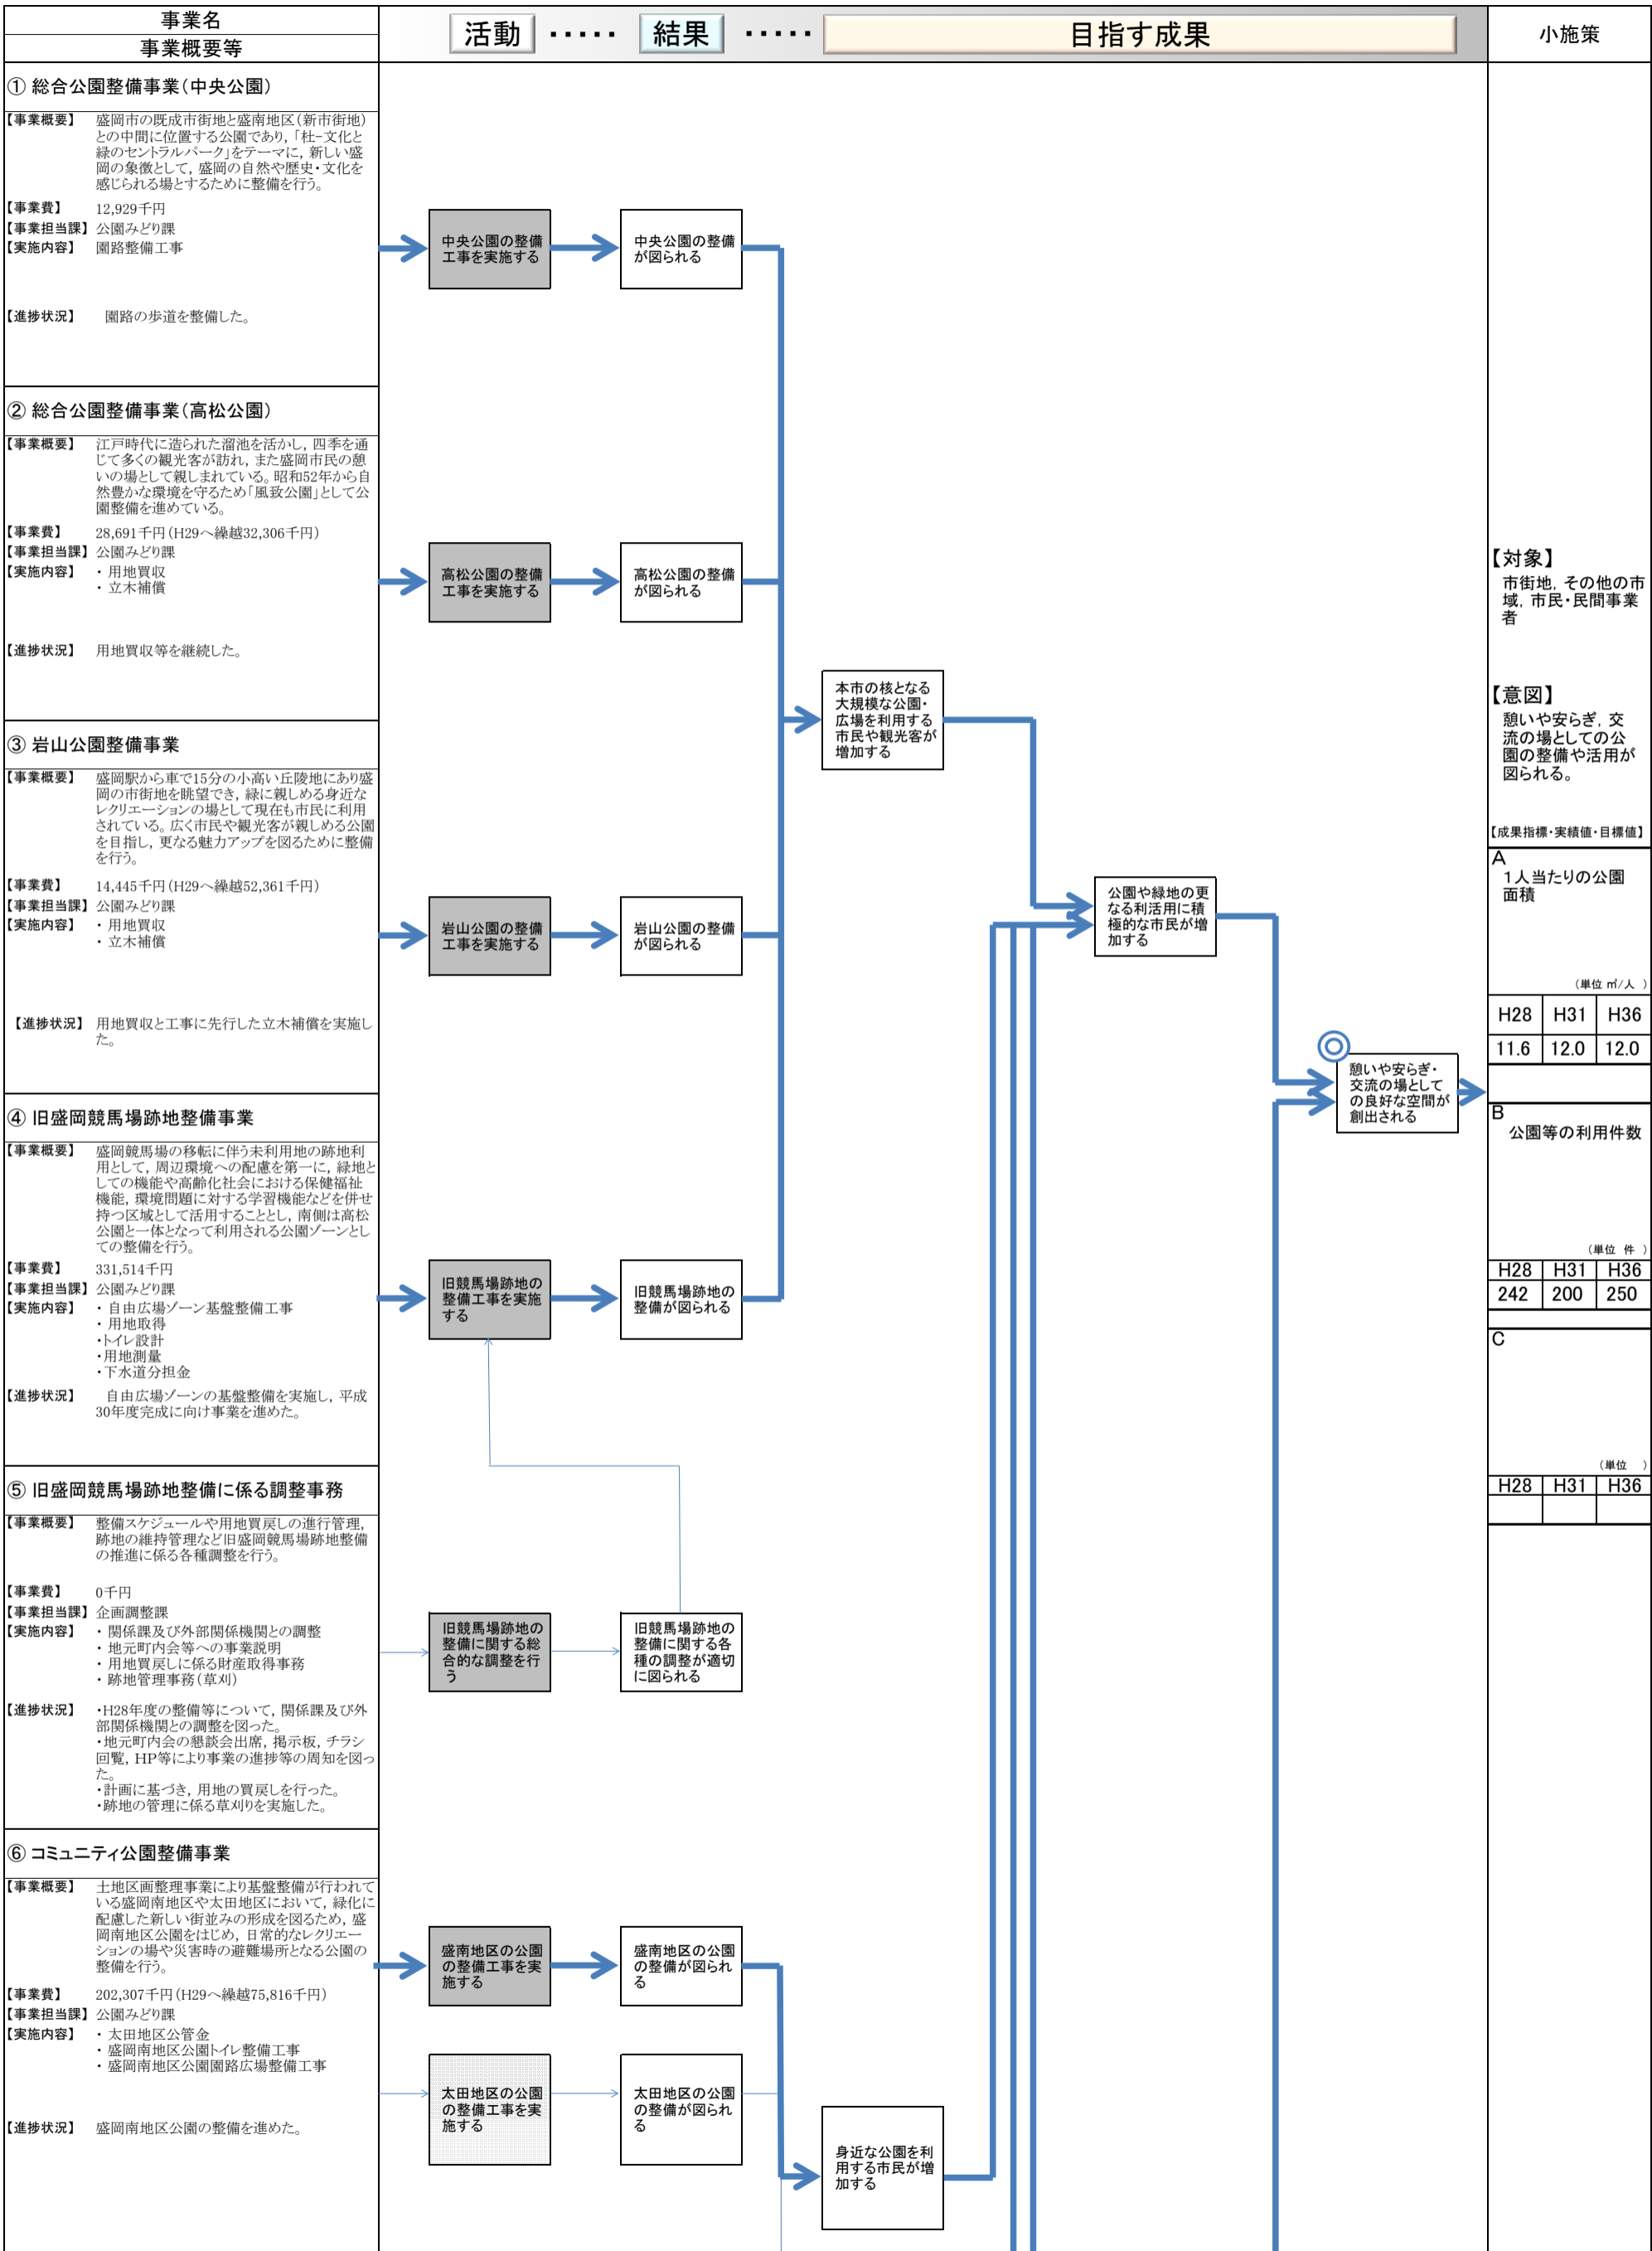 事業名
事業概要等
活動 ・・・・・ 結果 ・・・・・ 目指す成果
小施策
① 総合公園整備事業（中央公園）
【事業概要】 盛岡市の既成市街地と盛南地区（新市街地）
との中間に位置する公園であり，「杜−文化と
緑のセントラルパーク」をテーマに，新しい盛
岡の象徴として，盛岡の自然や歴史・文化を
感じられる場とするために整備を行う。
【事業費】 12,929千円
【事業担当課】 公園みどり課
【実施内容】 園路整備工事
【進捗状況】 園路の歩道を整備した。
中央公園の整備
工事を実施する
中央公園の整備
が図られる
② 総合公園整備事業（高松公園）
【事業概要】 江戸時代に造られた溜池を活かし，四季を通
じて多くの観光客が訪れ，また盛岡市民の憩
いの場として親しまれている。昭和52年から自
然豊かな環境を守るため「風致公園」として公
園整備を進めている。
【事業費】 28,691千円（H29へ繰越32,306千円）
【事業担当課】 公園みどり課
【実施内容】 ・ 用地買収
・ 立木補償
【進捗状況】 用地買収等を継続した。
高松公園の整備
工事を実施する
高松公園の整備
が図られる
③ 岩山公園整備事業
【事業概要】 盛岡駅から車で15分の小高い丘陵地にあり盛
岡の市街地を眺望でき，緑に親しめる身近な
レクリエーションの場として現在も市民に利用
されている。広く市民や観光客が親しめる公園
を目指し，更なる魅力アップを図るために整備
を行う。
【事業費】 14,445千円（H29へ繰越52,361千円）
【事業担当課】 公園みどり課
【実施内容】 ・ 用地買収
・ 立木補償
【進捗状況】 用地買収と工事に先行した立木補償を実施し
た。
岩山公園の整備
工事を実施する
岩山公園の整備
が図られる
④ 旧盛岡競馬場跡地整備事業
【事業概要】 盛岡競馬場の移転に伴う未利用地の跡地利
用として，周辺環境への配慮を第一に，緑地と
しての機能や高齢化社会における保健福祉
機能，環境問題に対する学習機能などを併せ
持つ区域として活用することとし，南側は高松
公園と一体となって利用される公園ゾーンとし
ての整備を行う。
【事業費】 331,514千円
【事業担当課】 公園みどり課
【実施内容】 ・ 自由広場ゾーン基盤整備工事
・ 用地取得
・トイレ設計
・用地測量
・下水道分担金
【進捗状況】 自由広場ゾーンの基盤整備を実施し，平成
30年度完成に向け事業を進めた。
旧競馬場跡地の
整備工事を実施
する
旧競馬場跡地の
整備が図られる
⑤ 旧盛岡競馬場跡地整備に係る調整事務
【事業概要】 整備スケジュールや用地買戻しの進行管理，
跡地の維持管理など旧盛岡競馬場跡地整備
の推進に係る各種調整を行う。
【事業費】 0千円
【事業担当課】 企画調整課
【実施内容】 ・ 関係課及び外部関係機関との調整
・ 地元町内会等への事業説明
・ 用地買戻しに係る財産取得事務
・ 跡地管理事務（草刈）
【進捗状況】 ・H28年度の整備等について，関係課及び外
部関係機関との調整を図った。
・地元町内会の懇談会出席，掲示板，チラシ
回覧，HP等により事業の進捗等の周知を図っ
た。
・計画に基づき，用地の買戻しを行った。
・跡地の管理に係る草刈りを実施した。
旧競馬場跡地の
整備に関する総
合的な調整を行
う
旧競馬場跡地の
整備に関する各
種の調整が適切
に図られる
⑥ コミュニティ公園整備事業
【事業概要】 土地区画整理事業により基盤整備が行われて
いる盛岡南地区や太田地区において，緑化に
配慮した新しい街並みの形成を図るため，盛
岡南地区公園をはじめ，日常的なレクリエー
ションの場や災害時の避難場所となる公園の
整備を行う。
【事業費】 202,307千円（H29へ繰越75,816千円）
【事業担当課】 公園みどり課
【実施内容】 ・ 太田地区公管金
・ 盛岡南地区公園トイレ整備工事
・ 盛岡南地区公園園路広場整備工事
【進捗状況】 盛岡南地区公園の整備を進めた。
盛南地区の公園
の整備工事を実
施する
盛南地区の公園
の整備が図られ
る
太田地区の公園
の整備工事を実
施する
太田地区の公園
の整備が図られ
る
本市の核となる
大規模な公園・
広場を利用する
市民や観光客が
増加する
身近な公園を利
用する市民が増
加する
公園や緑地の更
なる利活用に積
極的な市民が増
加する
◎
憩いや安らぎ・
交流の場として
の良好な空間が
創出される
【対象】
市街地，その他の市
域，市民・民間事業
者
【意図】
憩いや安らぎ，交
流の場としての公
園の整備や活用が
図られる。
【成果指標・実績値・目標値】
A
1人当たりの公園
面積
（単位 ㎡/人 ）
H28 H31 H36
11.6 12.0 12.0
B
公園等の利用件数
（単位 件 ）
H28 H31 H36
242 200 250
C
（単位 ）
H28 H31 H36